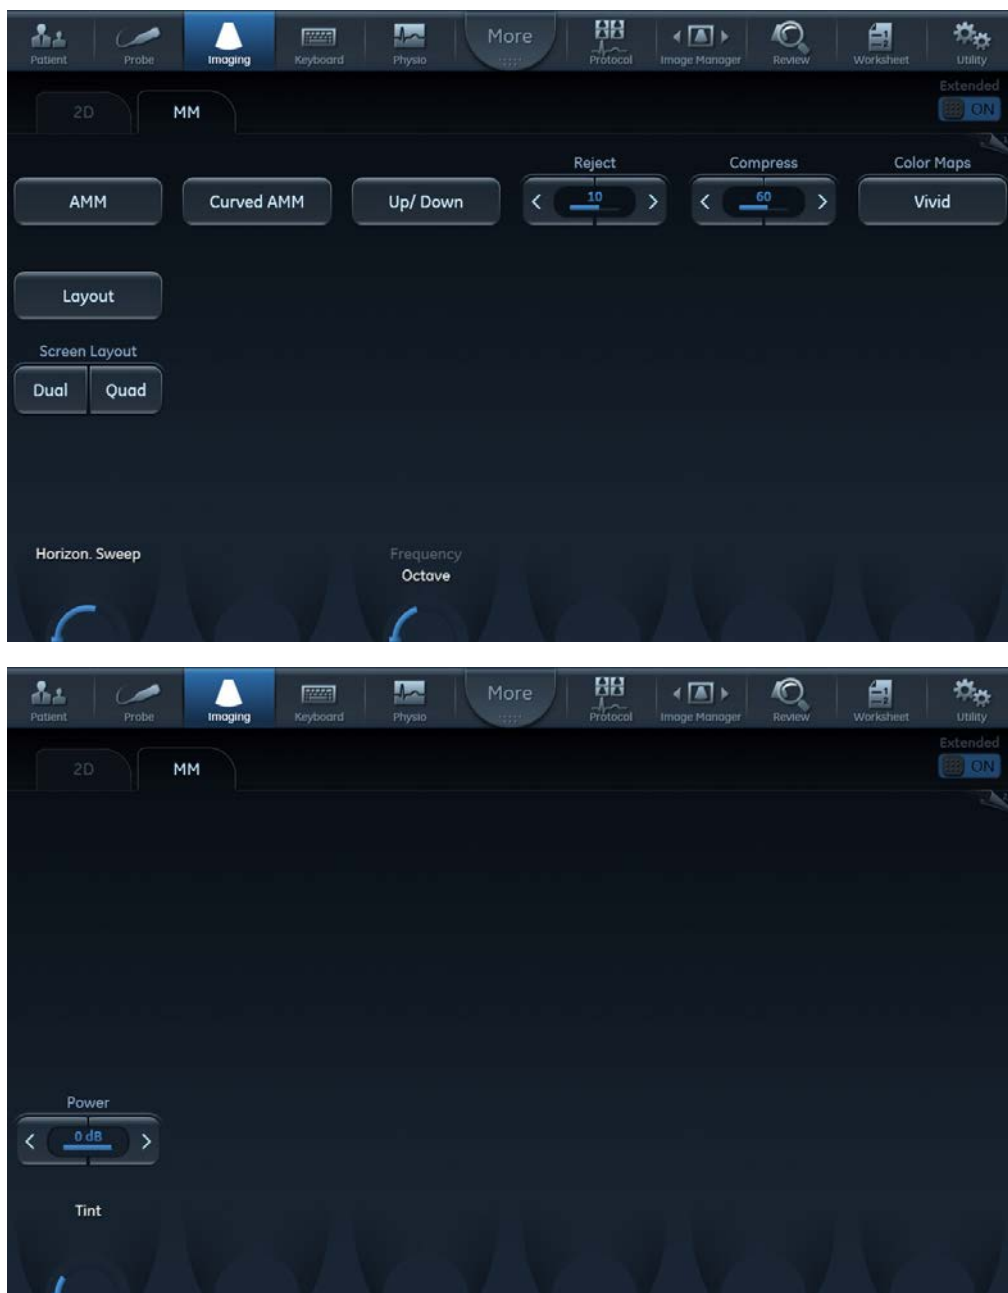 Patient Probe Imaging Keyboard Physio More Protocol Image Manager Review Worksheet Utility
Extended
2D MM ON
Reject Compress Color Maps
AMM Curved AMM Up/ Down 10 60 Vivid
Layout
Screen Layout
Dual Quad
Horizon. Sweep Frequency
Octave
Patient Probe Imaging Keyboard Physio More Protocol Image Manager Review Worksheet Utility
Extended
2D MM ON
Power
0 dB
Tint